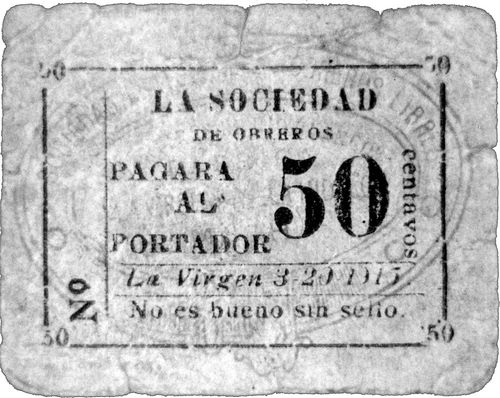 50 50
LA SOCIEDAD
DE OBREROS
PAGARA
AL
PORTADOR
50
centavos
La Virgen 3-20 1915
No es bueno sin sello.
Nº
50 50